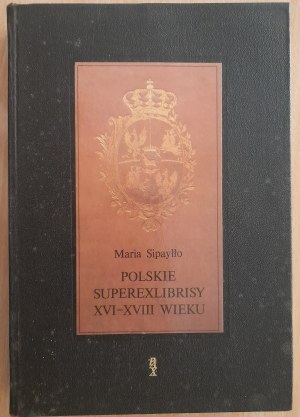 Maria Sipayłło
POLSKIE
SUPEREXLIBRISY
XVI-XVIII WIEKU